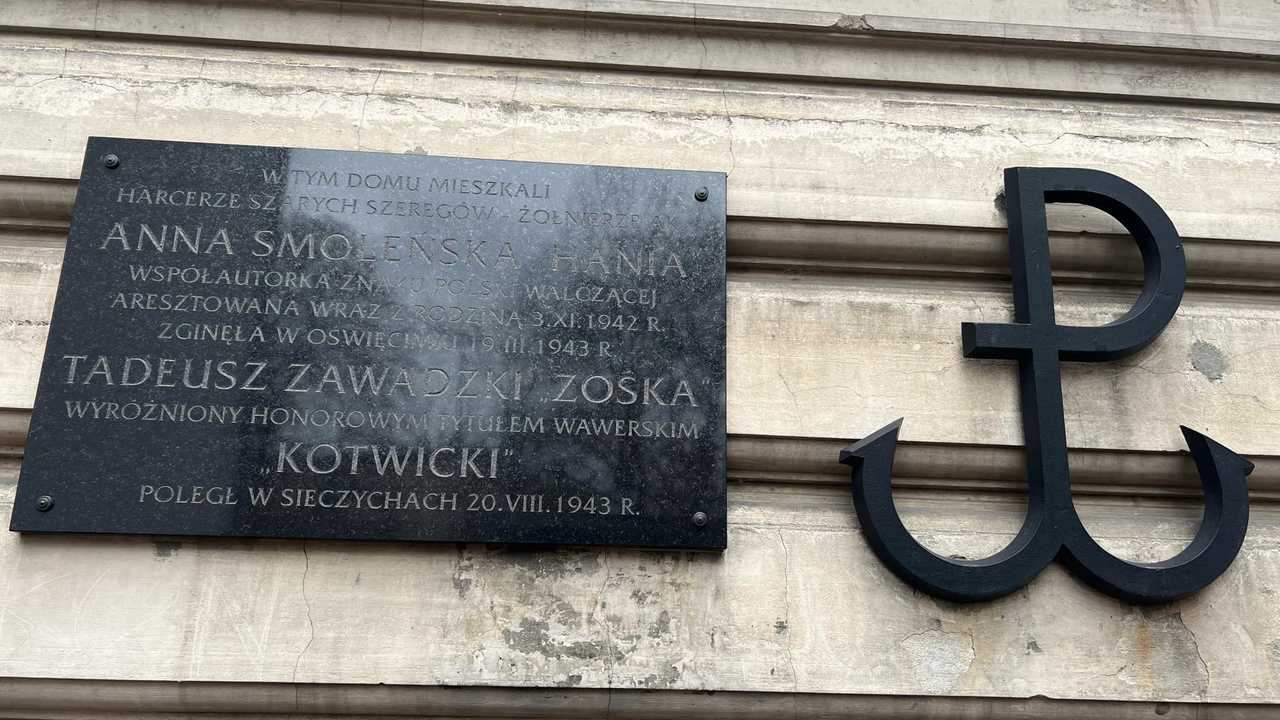 W TYM DOMU MIESZKALI
HARCERZE SZARYCH SZEREGÓW - ŻOŁNIERZE AK
ANNA SMOLEŃSKA „HANIA
WSPÓŁAUTORKA ZNAKU POLSKI WALCZĄCEJ
ARESZTOWANA WRAZ Z RODZINĄ 3.XI.1942 R.
ZGINĘŁA W OŚWIĘCIMIU 19.III.1943 R.
TADEUSZ ZAWADZKI „ZOŚKA"
WYRÓŻNIONY HONOROWYM TYTUŁEM WAWERSKIM
„KOTWICKI"
POLEGŁ W SIECZYCHACH 20.VIII.1943 R.